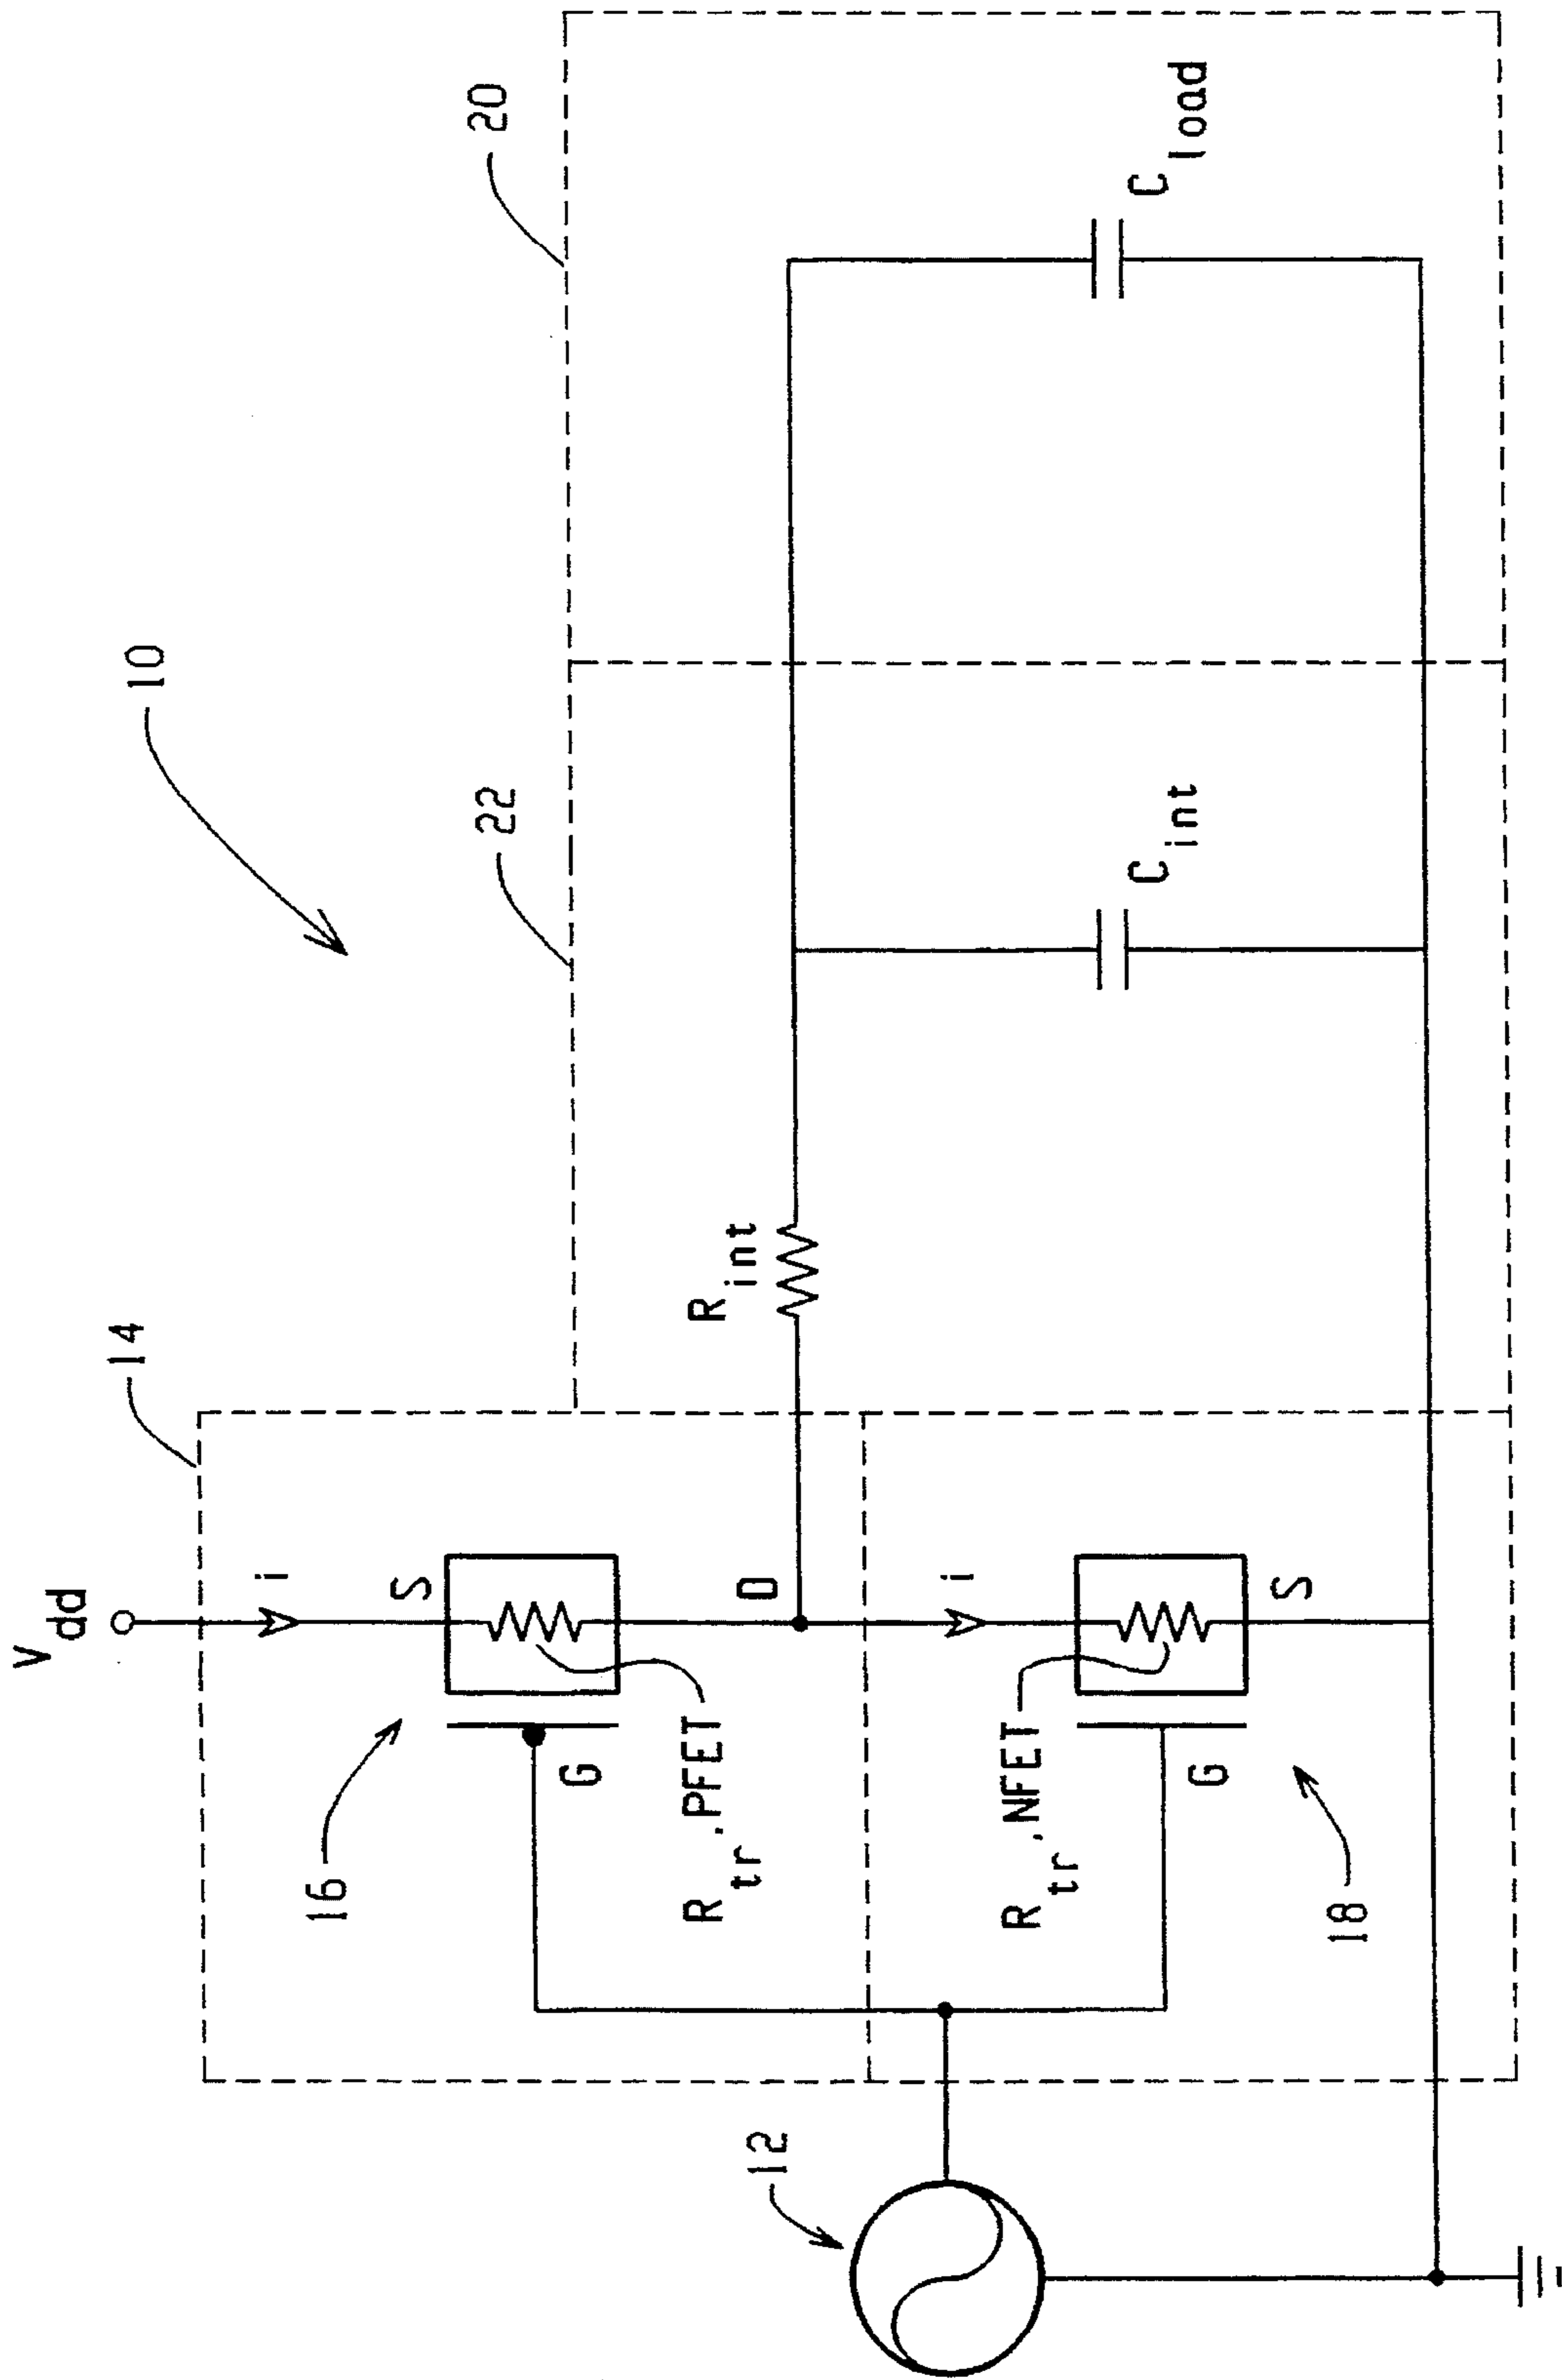 10
V dd
14
i
16
S
G
R tr, PFET
D
R int
22
20
i
R tr, NFET
G
S
18
12
C int
C load